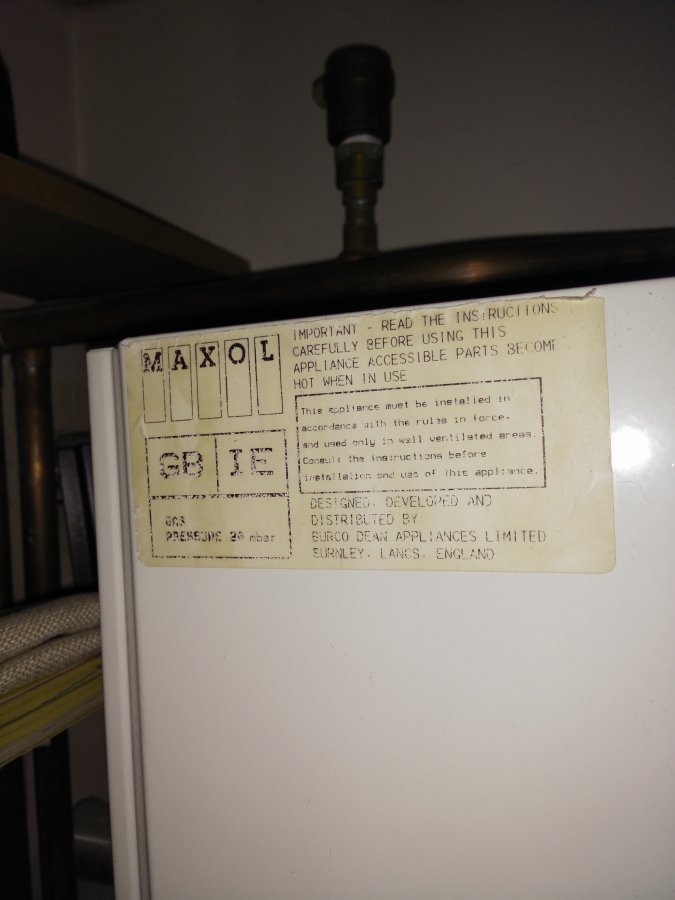 MAXOL
IMPORTANT - READ THE INSTRUCTIONS
CAREFULLY BEFORE USING THIS
APPLIANCE ACCESSIBLE PARTS BECOME
HOT WHEN IN USE
This appliance must be installed in
accordance with the rules in force,
and used only in well ventilated areas.
Consult the instructions before
installation and use of this appliance.
GB IE
GAS
PRESSURE 20 mbar
DESIGNED, DEVELOPED AND
DISTRIBUTED BY:
BURCO DEAN APPLIANCES LIMITED
BURNLEY, LANCS, ENGLAND